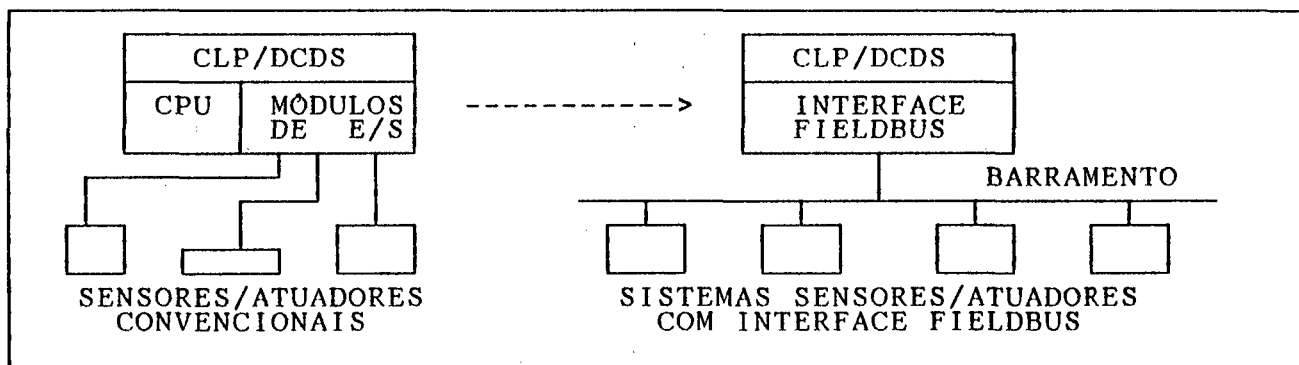 CLP/DCDS
CPU
MÓDULOS
DE E/S
SENSORES/ATUADORES
CONVENCIONAIS
---------->
CLP/DCDS
INTERFACE
FIELDBUS
BARRAMENTO
SISTEMAS SENSORES/ATUADORES
COM INTERFACE FIELDBUS